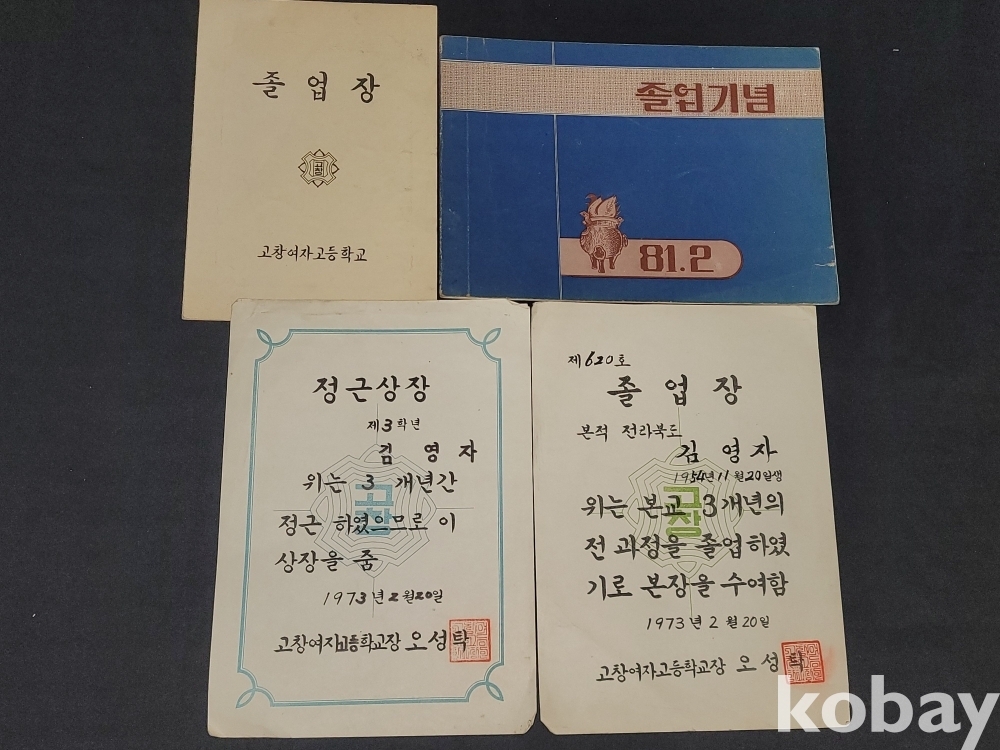 졸업장
고창
고창여자고등학교
졸업기념
81.2
정근상장
제3학년
김영자
위는 3 개년간
정근 하였으므로 이
상장을 줌
1973년 2월 20일
고창여자고등학교장 오성탁
고창
제620호
졸업장
본적 전라북도
김영자
1954년 11월 20일생
위는 본교 3개년의
전 과정을 졸업하였
기로 본장을 수여함
1973년 2월 20일
고창여자고등학교장 오성탁
고창
kobay